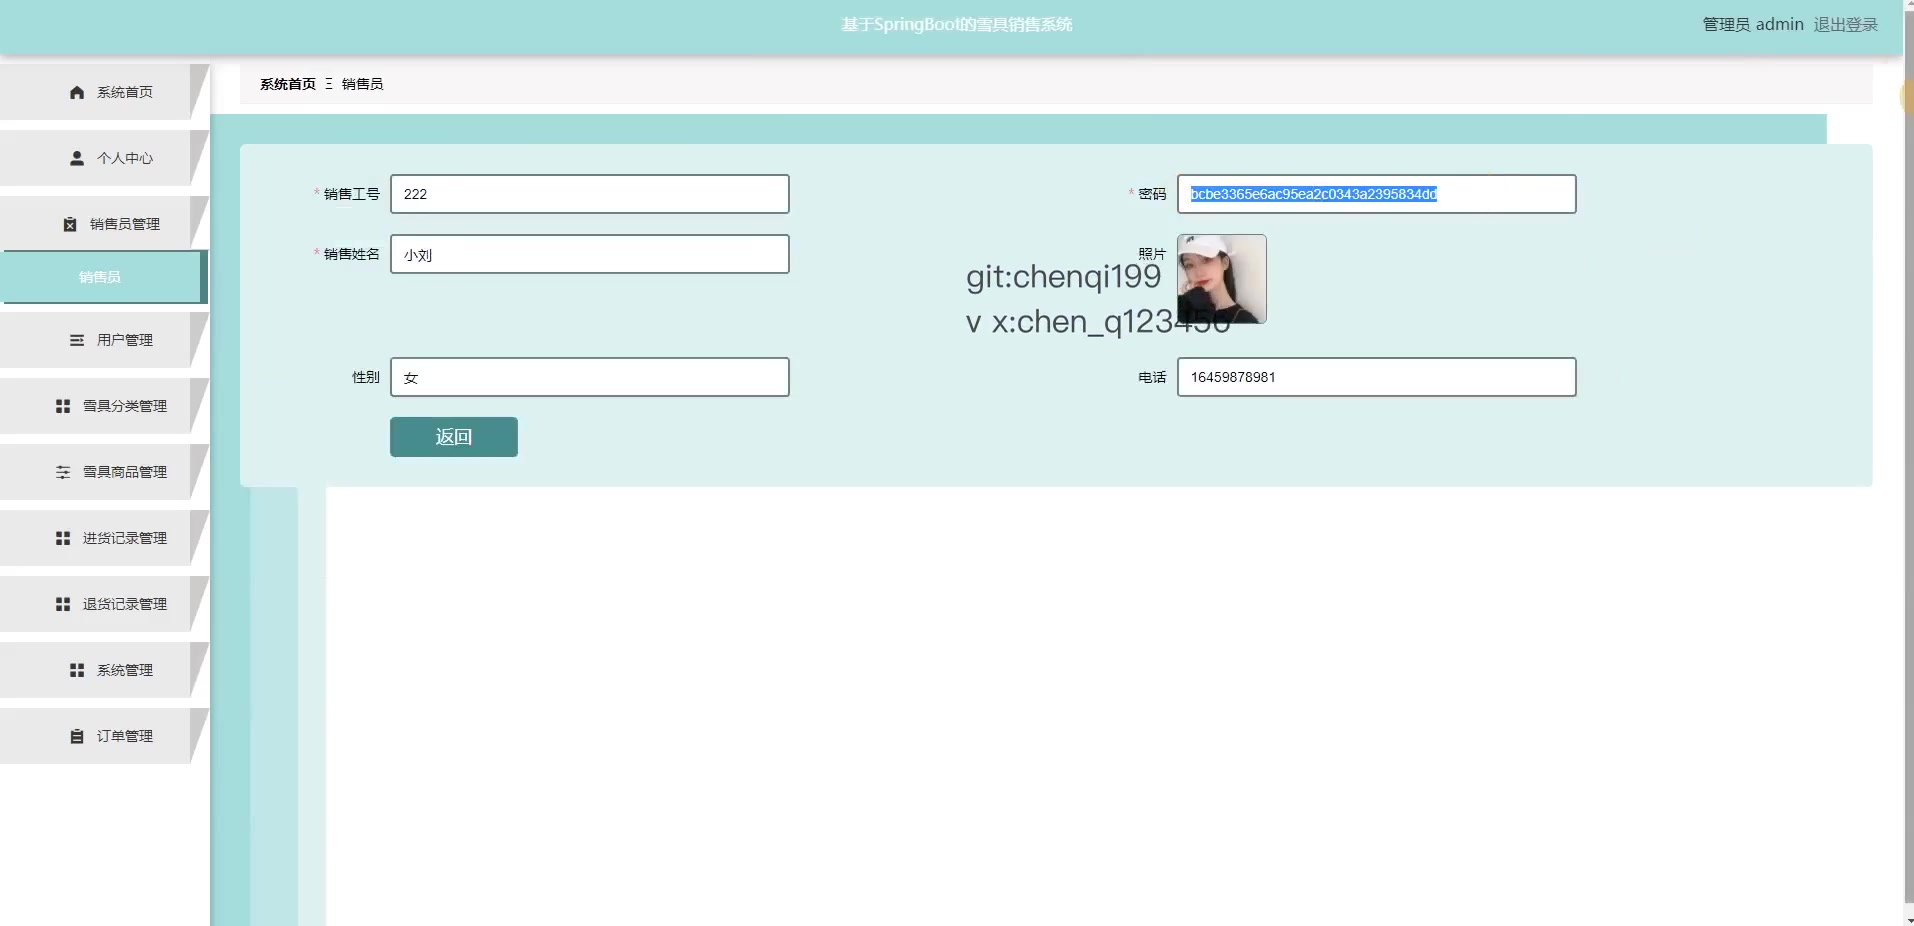 基于SpringBoot的雪具销售系统
管理员 admin 退出登录
系统首页
个人中心
销售员管理
销售员
用户管理
雪具分类管理
雪具商品管理
进货记录管理
退货记录管理
系统管理
订单管理
系统首页 Ξ 销售员
* 销售工号 222
* 密码 bcbe3365e6ac95ea2c0343a2395834dd
* 销售姓名 小刘
照片
git:chenqi199
v x:chen_q123456
性别 女
电话 16459878981
返回